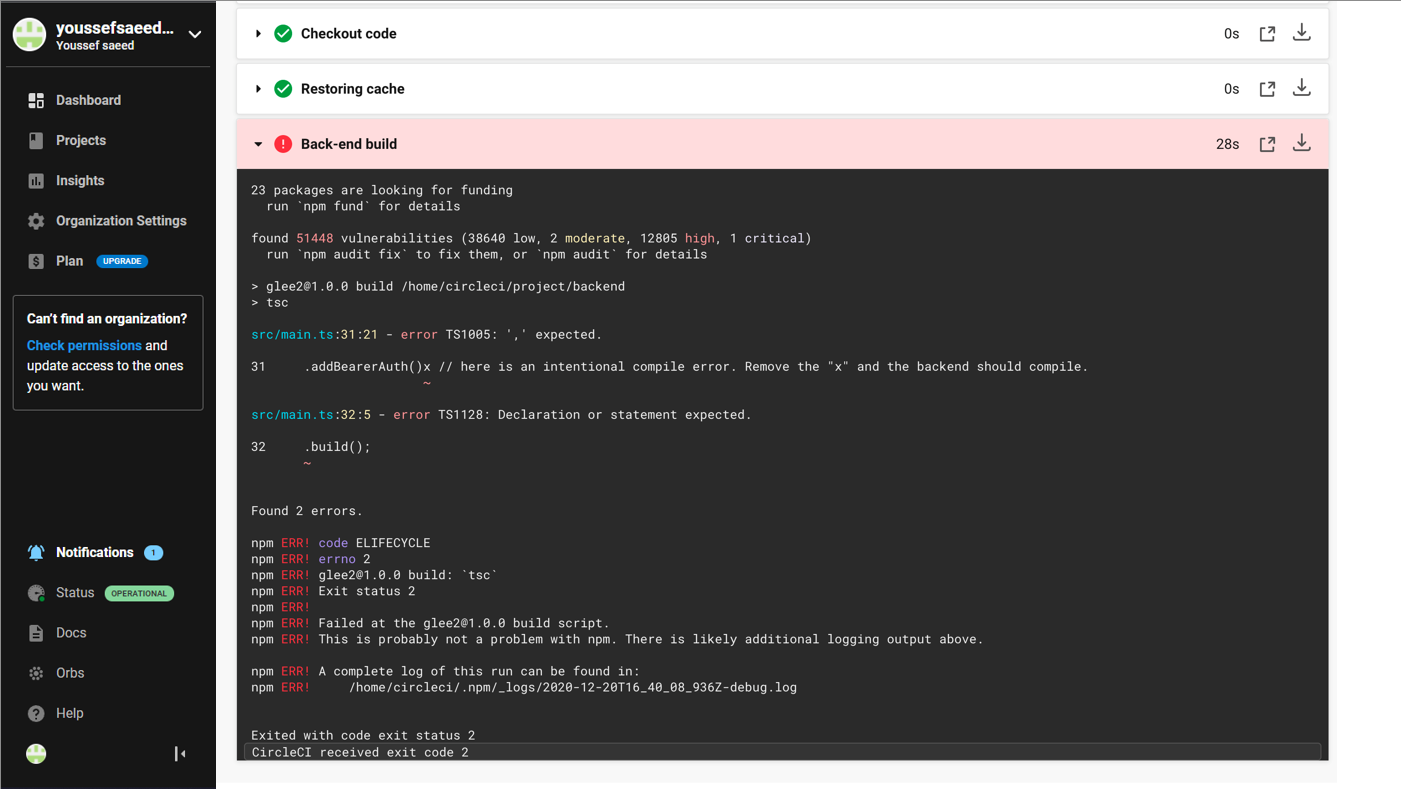 youssefsaeed...
Youssef saeed
Dashboard
Projects
Insights
Organization Settings
Plan UPGRADE
Can't find an organization?
Check permissions and
update access to the ones
you want.
Notifications 1
Status OPERATIONAL
Docs
Orbs
Help
Checkout code 0s
Restoring cache 0s
Back-end build 28s
23 packages are looking for funding
  run `npm fund` for details
found 51448 vulnerabilities (38640 low, 2 moderate, 12805 high, 1 critical)
  run `npm audit fix` to fix them, or `npm audit` for details
> glee2@1.0.0 build /home/circleci/project/backend
> tsc
src/main.ts:31:21 - error TS1005: ',' expected.
31     .addBearerAuth()x // here is an intentional compile error. Remove the "x" and the backend should compile.
~
src/main.ts:32:5 - error TS1128: Declaration or statement expected.
32     .build();
~
Found 2 errors.
npm ERR! code ELIFECYCLE
npm ERR! errno 2
npm ERR! glee2@1.0.0 build: `tsc`
npm ERR! Exit status 2
npm ERR!
npm ERR! Failed at the glee2@1.0.0 build script.
npm ERR! This is probably not a problem with npm. There is likely additional logging output above.
npm ERR! A complete log of this run can be found in:
npm ERR!     /home/circleci/.npm/_logs/2020-12-20T16_40_08_936Z-debug.log
Exited with code exit status 2
CircleCI received exit code 2